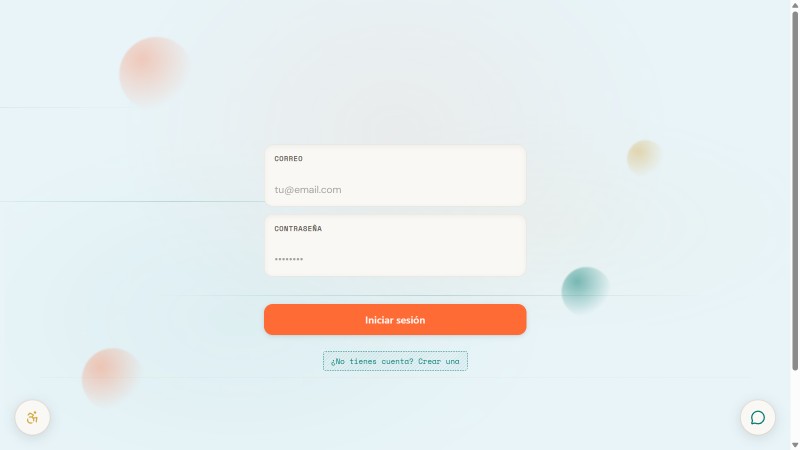 CORREO
tu@email.com
CONTRASEÑA
••••••••
Iniciar sesión
¿No tienes cuenta? Crear una